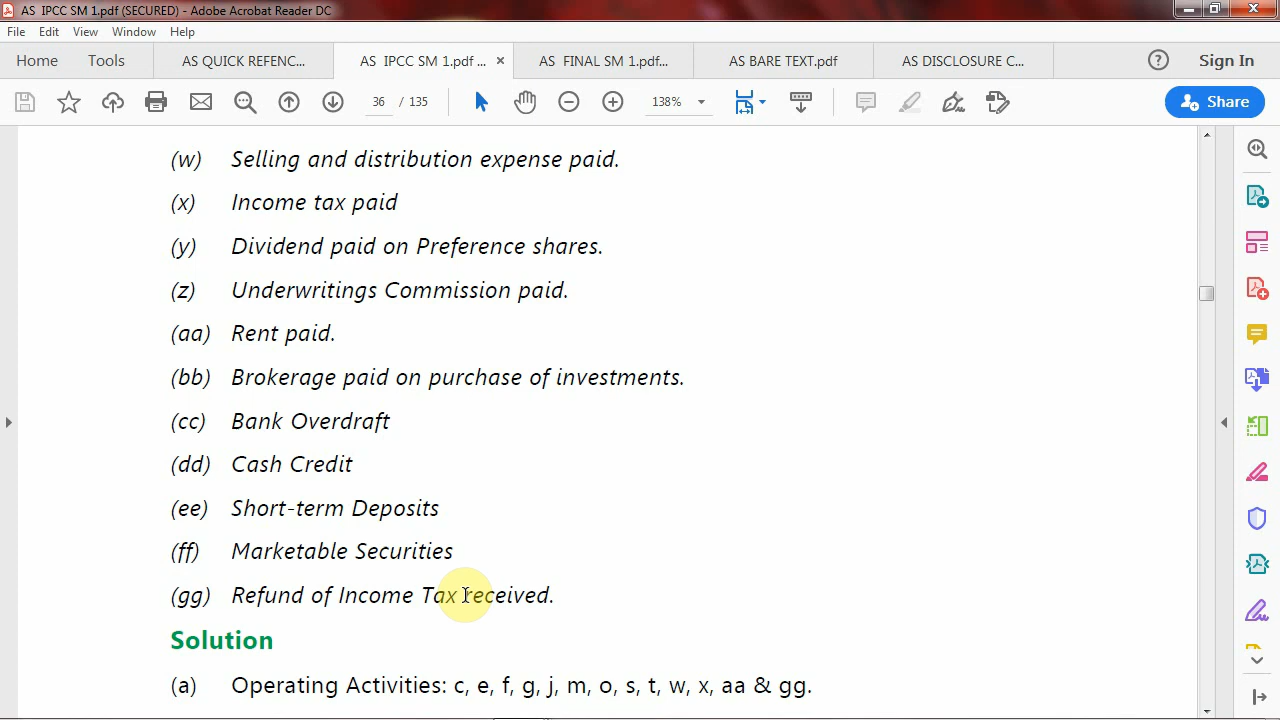 AS IPCC SM 1.pdf (SECURED) - Adobe Acrobat Reader DC
File Edit View Window Help
Home Tools AS QUICK REFENC... AS IPCC SM 1.pdf ... × AS FINAL SM 1.pdf... AS BARE TEXT.pdf AS DISCLOSURE C... Sign In
36 / 135 138% Share
(w) Selling and distribution expense paid.
(x) Income tax paid
(y) Dividend paid on Preference shares.
(z) Underwritings Commission paid.
(aa) Rent paid.
(bb) Brokerage paid on purchase of investments.
(cc) Bank Overdraft
(dd) Cash Credit
(ee) Short-term Deposits
(ff) Marketable Securities
(gg) Refund of Income Tax received.
Solution
(a) Operating Activities: c, e, f, g, j, m, o, s, t, w, x, aa & gg.